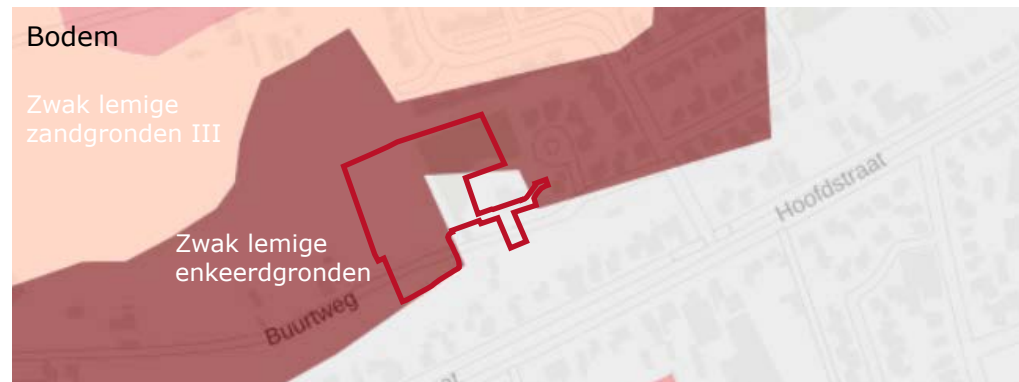 Bodem
Zwak lemige
zandgronden III
Zwak lemige
enkeerdgronden
Hoofdstraat
Buurtweg